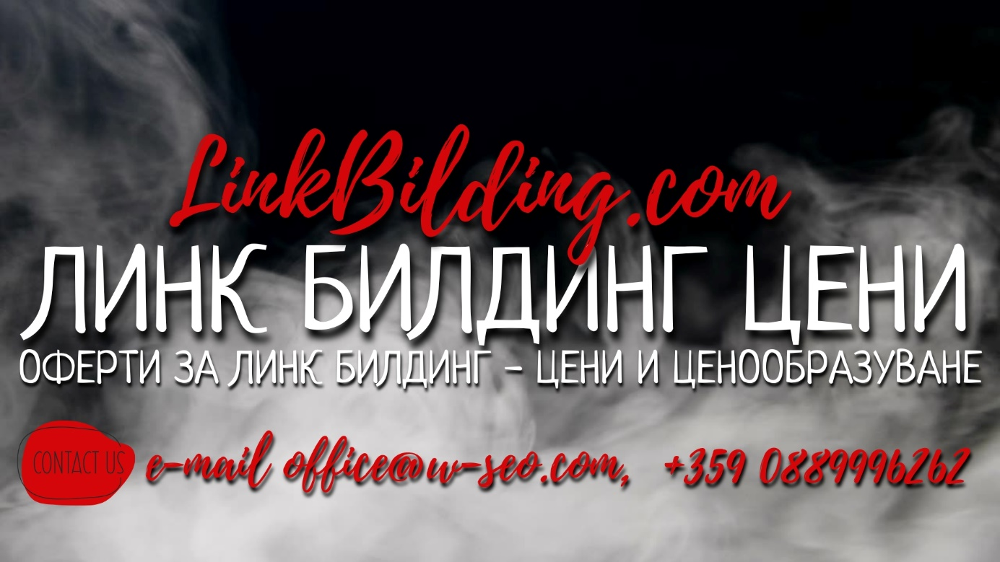 LinkBilding.com
ЛИНК БИЛДИНГ ЦЕНИ
ОФЕРТИ ЗА ЛИНК БИЛДИНГ - ЦЕНИ И ЦЕНООБРАЗУВАНЕ
CONTACT US e-mail office@w-seo.com, +359 0889996262